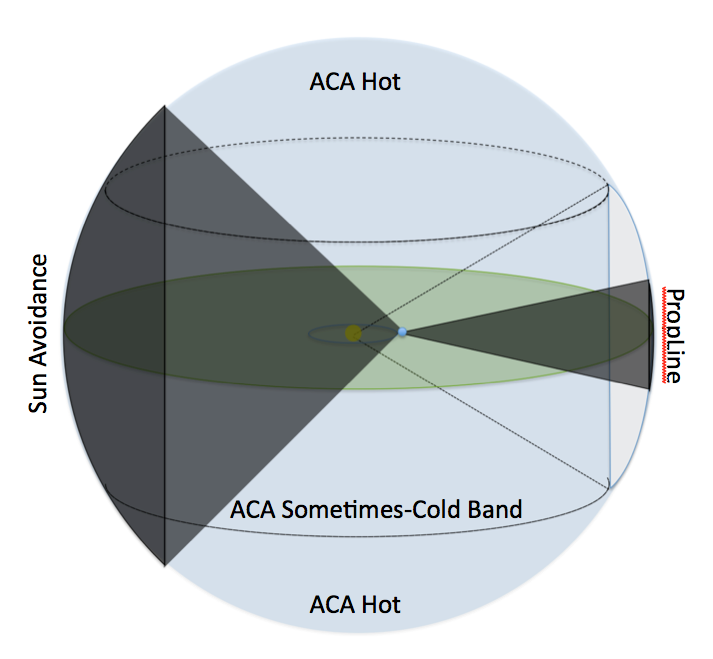 ACA Hot
Sun Avoidance
PropLine
ACA Sometimes-Cold Band
ACA Hot